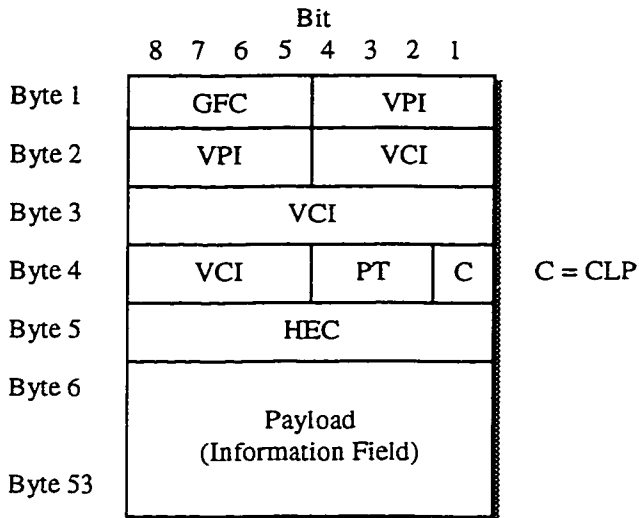 Bit
8 7 6 5 4 3 2 1
Byte 1 GFC VPI
Byte 2 VPI VCI
Byte 3 VCI
Byte 4 VCI PT C C = CLP
Byte 5 HEC
Byte 6
Payload
(Information Field)
Byte 53